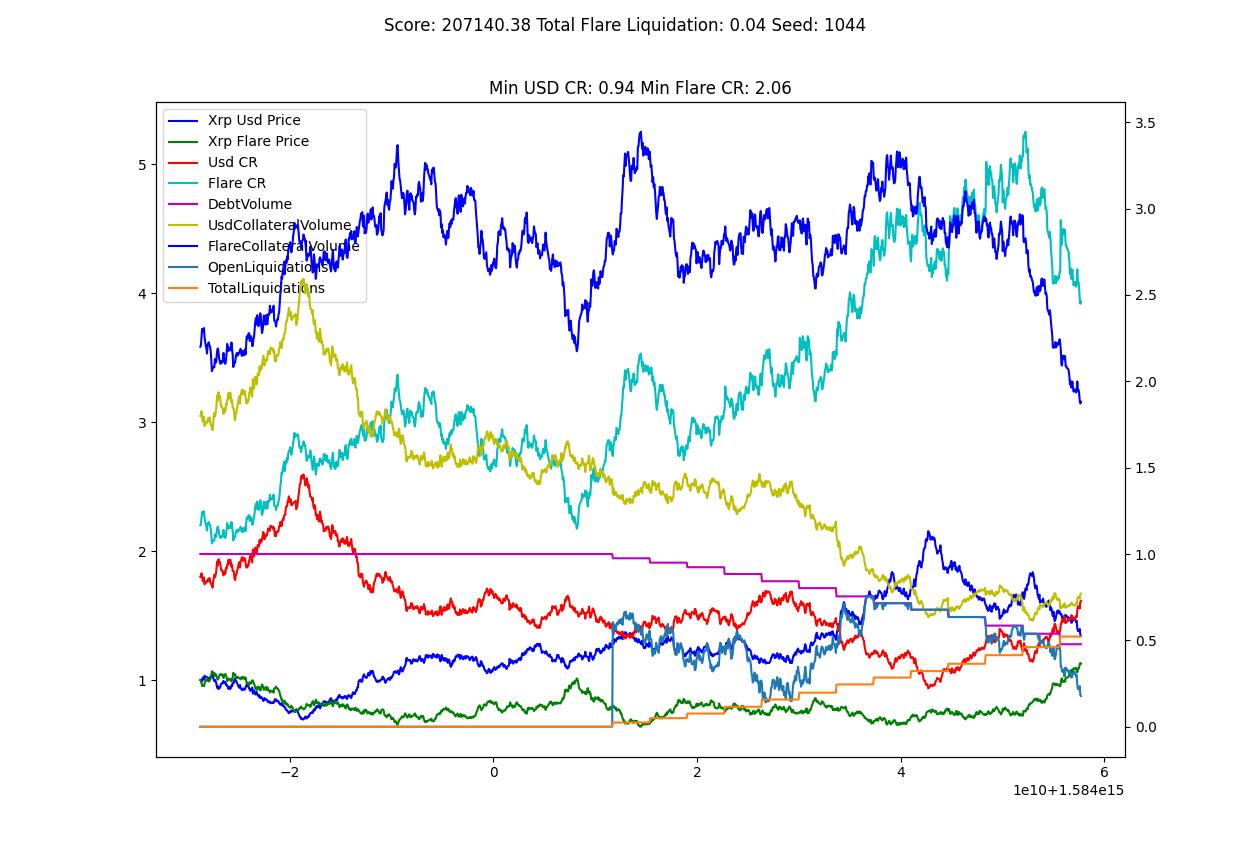 Score: 207140.38 Total Flare Liquidation: 0.04 Seed: 1044
Min USD CR: 0.94 Min Flare CR: 2.06
Xrp Usd Price
Xrp Flare Price
Usd CR
Flare CR
DebtVolume
UsdCollateralVolume
FlareCollateralVolume
OpenLiquidations
TotalLiquidations
5
4
3
2
1
3.5
3.0
2.5
2.0
1.5
1.0
0.5
0.0
−2
0
2
4
6
1e10+1.584e15